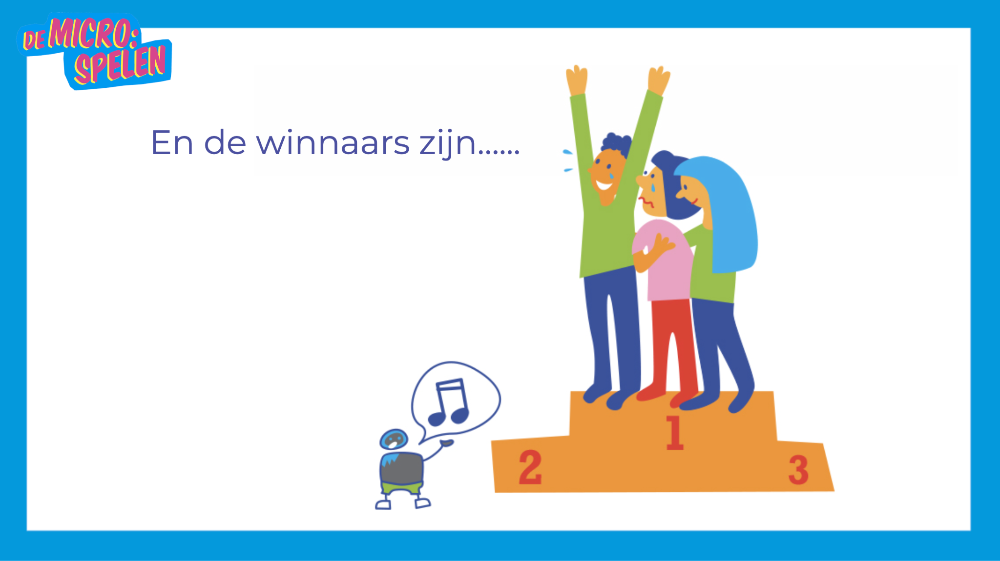 DE MICRO:
SPELEN
En de winnaars zijn......
1
2
3